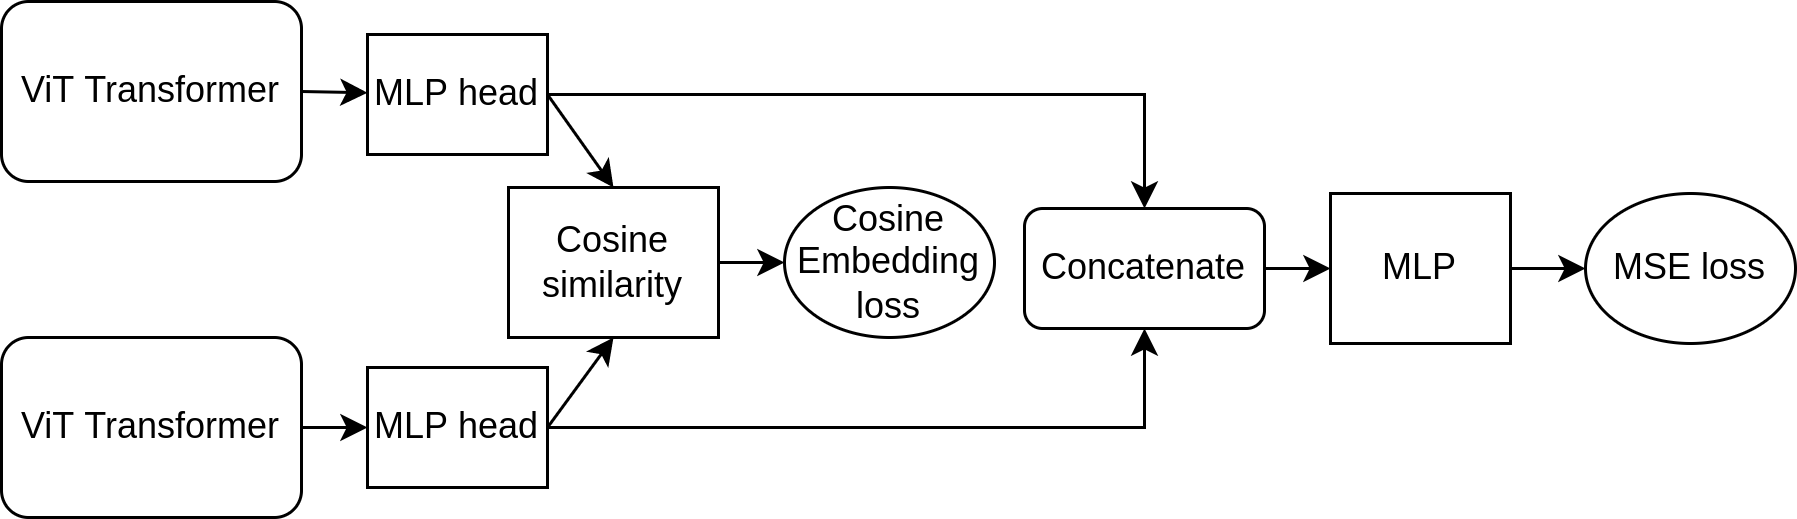 ViT Transformer
MLP head
Cosine
similarity
Cosine
Embedding
loss
Concatenate
MLP
MSE loss
ViT Transformer
MLP head